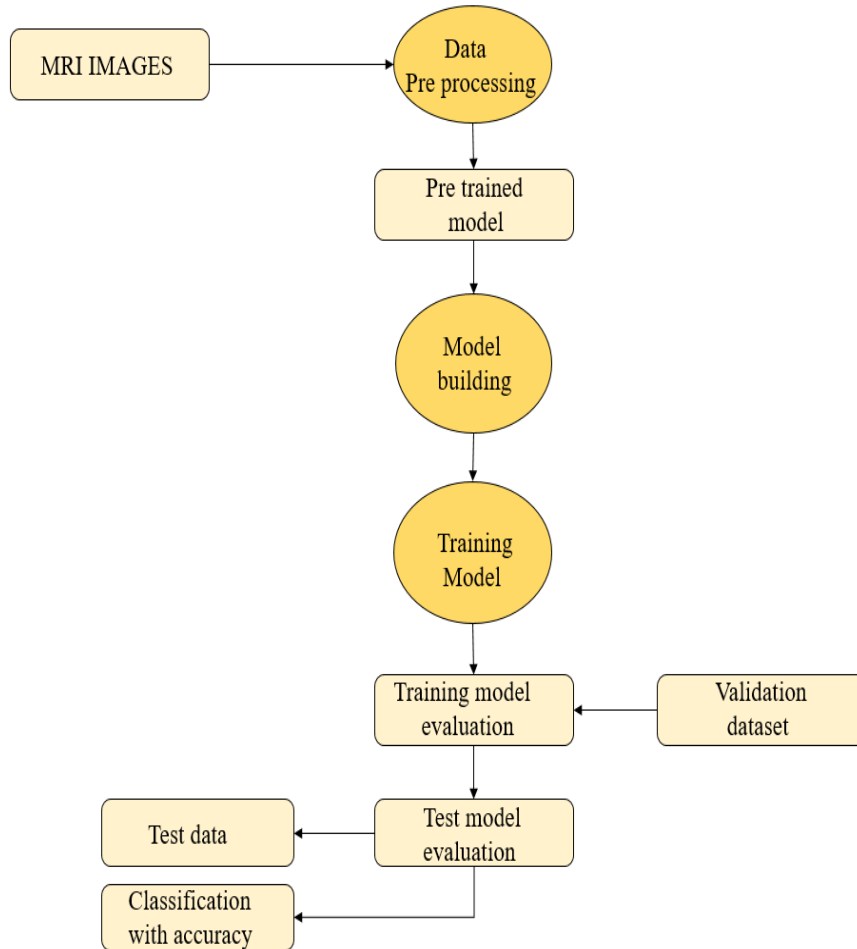 MRI IMAGES
Data
Pre processing
Pre trained
model
Model
building
Training
Model
Training model
evaluation
Validation
dataset
Test data
Test model
evaluation
Classification
with accuracy